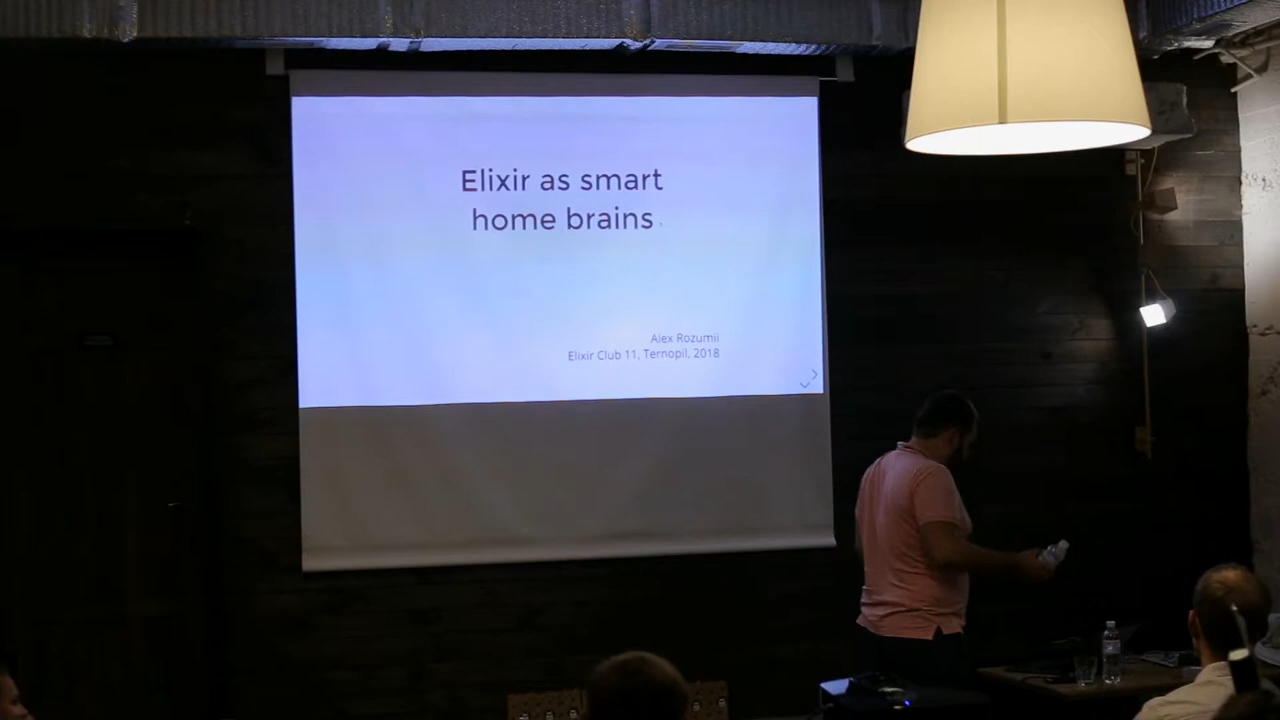 Elixir as smart
home brains
Alex Rozumii
Elixir Club 11, Ternopil, 2018